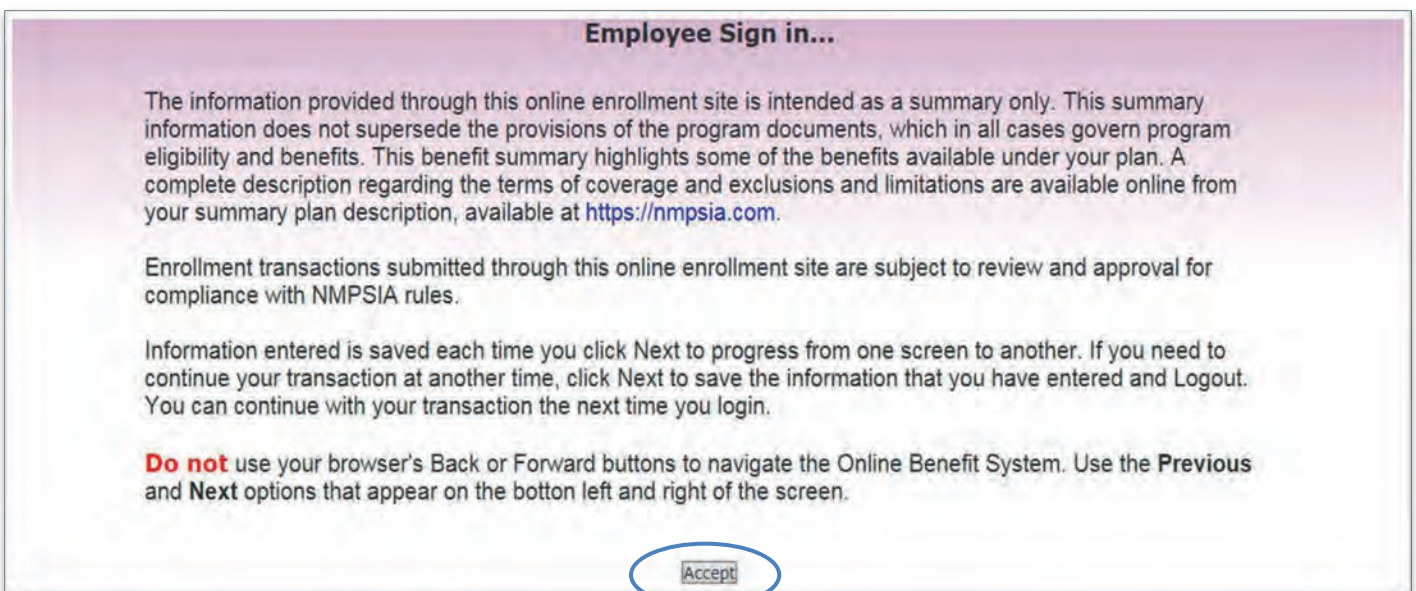 Employee Sign in...
The information provided through this online enrollment site is intended as a summary only. This summary
information does not supersede the provisions of the program documents, which in all cases govern program
eligibility and benefits. This benefit summary highlights some of the benefits available under your plan. A
complete description regarding the terms of coverage and exclusions and limitations are available online from
your summary plan description, available at https://nmpsia.com.
Enrollment transactions submitted through this online enrollment site are subject to review and approval for
compliance with NMPSIA rules.
Information entered is saved each time you click Next to progress from one screen to another. If you need to
continue your transaction at another time, click Next to save the information that you have entered and Logout.
You can continue with your transaction the next time you login.
Do not use your browser's Back or Forward buttons to navigate the Online Benefit System. Use the Previous
and Next options that appear on the botton left and right of the screen.
Accept